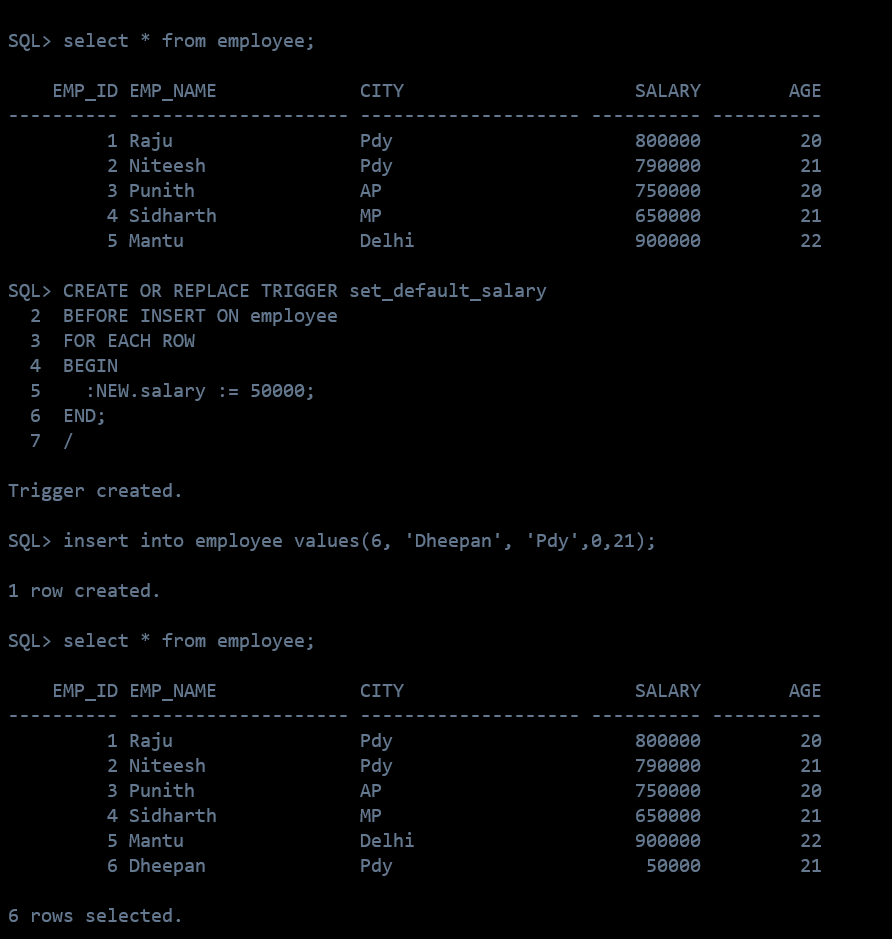 SQL> select * from employee;
    EMP_ID EMP_NAME             CITY                     SALARY        AGE
---------- -------------------- -------------------- ---------- ----------
         1 Raju                 Pdy                      800000         20
         2 Niteesh              Pdy                      790000         21
         3 Punith               AP                       750000         20
         4 Sidharth             MP                       650000         21
         5 Mantu                Delhi                    900000         22
SQL> CREATE OR REPLACE TRIGGER set_default_salary
  2  BEFORE INSERT ON employee
  3  FOR EACH ROW
  4  BEGIN
  5    :NEW.salary := 50000;
  6  END;
  7  /
Trigger created.
SQL> insert into employee values(6, 'Dheepan', 'Pdy',0,21);
1 row created.
SQL> select * from employee;
    EMP_ID EMP_NAME             CITY                     SALARY        AGE
---------- -------------------- -------------------- ---------- ----------
         1 Raju                 Pdy                      800000         20
         2 Niteesh              Pdy                      790000         21
         3 Punith               AP                       750000         20
         4 Sidharth             MP                       650000         21
         5 Mantu                Delhi                    900000         22
         6 Dheepan              Pdy                       50000         21
6 rows selected.